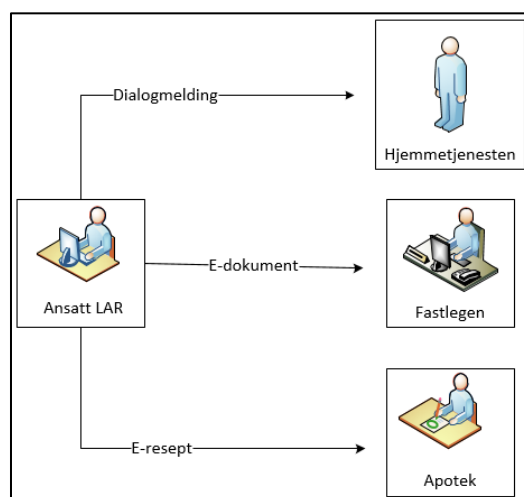 Dialogmelding
Hjemmetjenesten
Ansatt LAR
E-dokument
Fastlegen
E-resept
Apotek